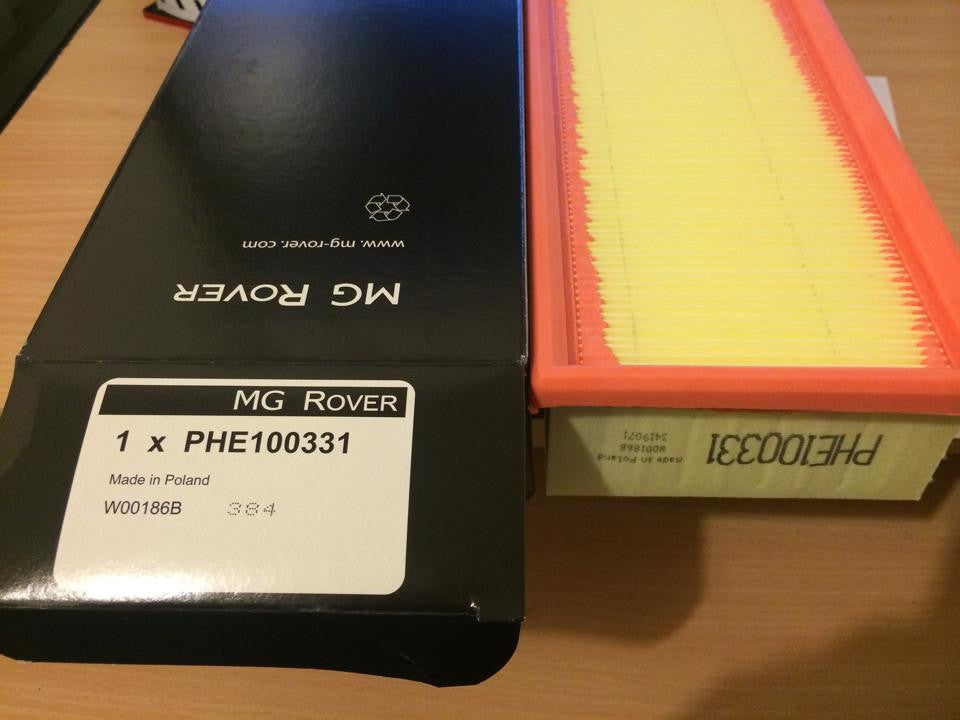 www.mg-rover.com
MG ROVER
MG ROVER
1 x PHE100331
Made in Poland
W00186B 384
PHE100331
Made in Poland
W00186B
3419071